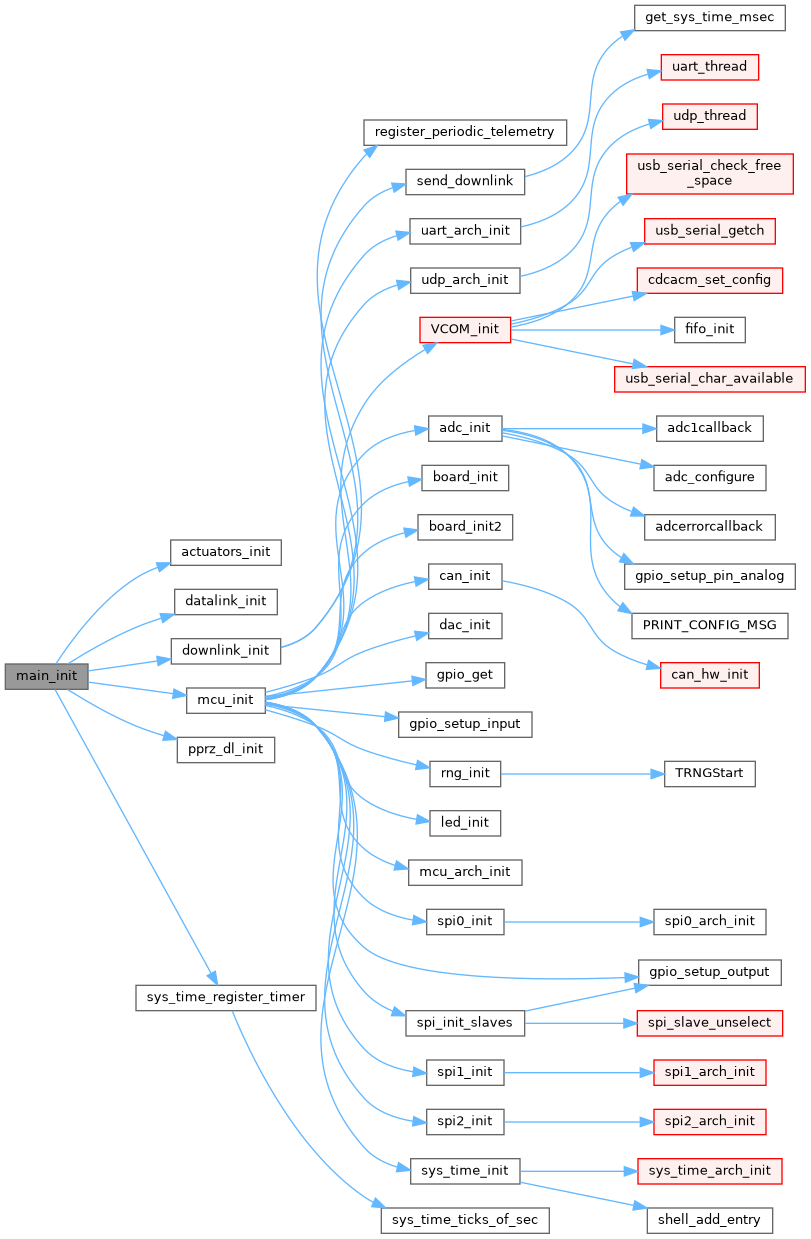 get_sys_time_msec
uart_thread
udp_thread
register_periodic_telemetry
usb_serial_check_free
_space
send_downlink
uart_arch_init
usb_serial_getch
udp_arch_init
cdcacm_set_config
VCOM_init
fifo_init
usb_serial_char_available
adc_init
adc1callback
board_init
adc_configure
board_init2
adcerrorcallback
actuators_init
can_init
gpio_setup_pin_analog
datalink_init
dac_init
PRINT_CONFIG_MSG
downlink_init
main_init
gpio_get
can_hw_init
mcu_init
gpio_setup_input
pprz_dl_init
rng_init
TRNGStart
led_init
mcu_arch_init
spi0_init
spi0_arch_init
gpio_setup_output
sys_time_register_timer
spi_init_slaves
spi_slave_unselect
spi1_init
spi1_arch_init
spi2_init
spi2_arch_init
sys_time_init
sys_time_arch_init
sys_time_ticks_of_sec
shell_add_entry